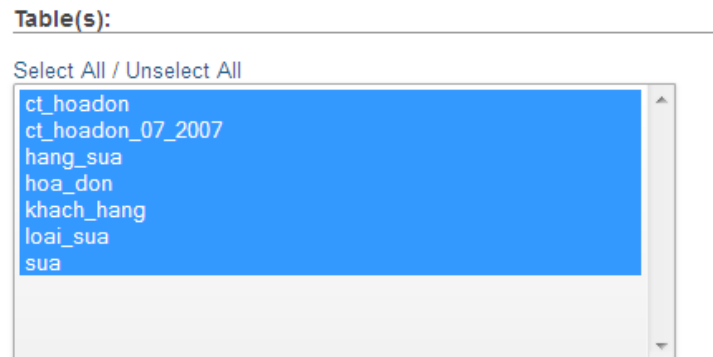 Table(s):
Select All / Unselect All
ct_hoadon
ct_hoadon_07_2007
hang_sua
hoa_don
khach_hang
loai_sua
sua